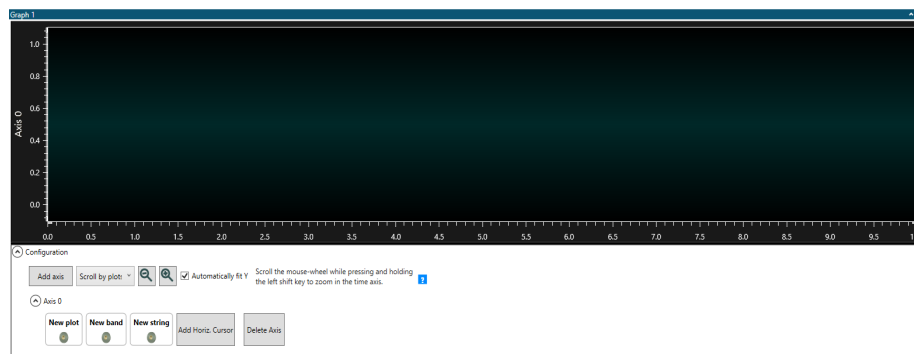 Graph 1
1.0
0.8
0.6
0.4
0.2
0.0
Axis 0
0.0 0.5 1.0 1.5 2.0 2.5 3.0 3.5 4.0 4.5 5.0 5.5 6.0 6.5 7.0 7.5 8.0 8.5 9.0 9.5 1
Configuration
Add axis Scroll by plot: Automatically fit Y Scroll the mouse-wheel while pressing and holding
the left shift key to zoom in the time axis. ?
Axis 0
New plot New band New string Add Horiz. Cursor Delete Axis